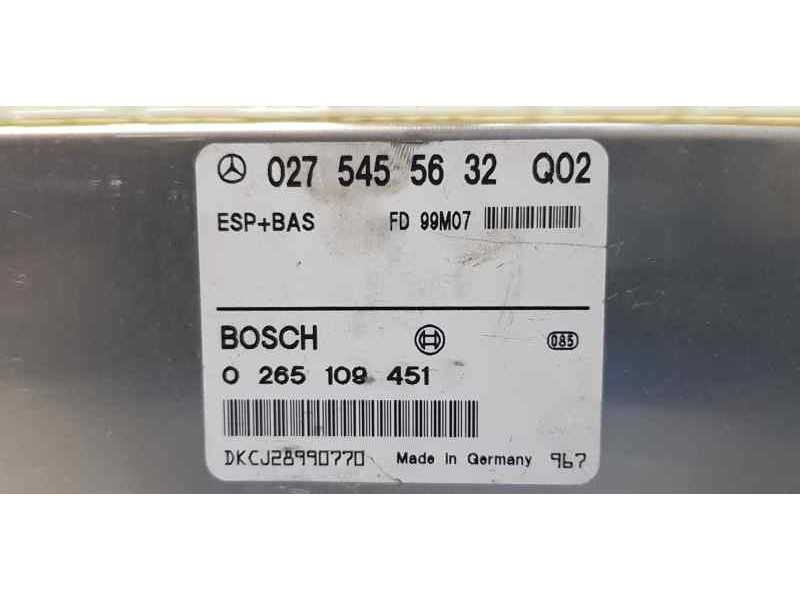 027 545 56 32 Q02
ESP+BAS FD 99M07
BOSCH 085
0 265 109 451
DKCJ28990770 Made in Germany 967